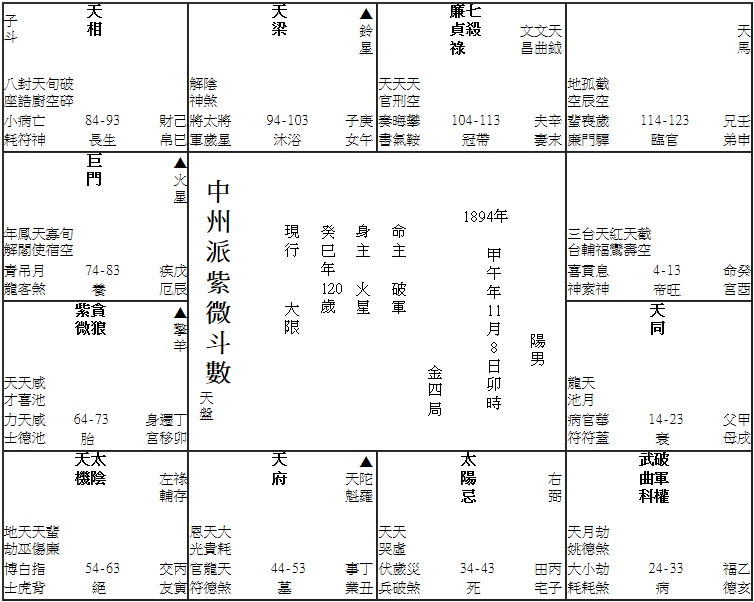 子斗
天相
八封天旬破
座誥廚空碎
小病亡 84-93 財己
耗符神 長生 帛巳
天梁
▲鈴星
解陰
神煞
將太將 94-103 子庚
軍歲星 沐浴 女午
廉七
貞殺
祿
文文天
昌曲鉞
天天天
官刑空
奏晦攀 104-113 夫辛
書氣鞍 冠帶 妻未
天馬
地孤截
空辰空
蜚喪歲 114-123 兄壬
廉門驛 臨官 弟申
巨門
▲火星
年鳳天寡旬
解閣使宿空
青吊月 74-83 疾戊
龍客煞 養 厄辰
三台天紅天截
台輔福鸞壽空
喜貫息 4-13 命癸
神索神 帝旺 宮酉
紫貪
微狼
▲擎羊
天天咸
才喜池
力天咸 64-73 身遷丁
士德池 胎 宮移卯
天同
龍天
池月
病官華 14-23 父甲
符符蓋 衰 母戌
天太
機陰
左祿
輔存
地天天蜚
劫巫傷廉
博白指 54-63 交丙
士虎背 絕 友寅
天府
▲
天陀
魁羅
恩天大
光貴耗
官龍天 44-53 事丁
符德煞 墓 業丑
太陽忌
右弼
天天
哭虛
伏歲災 34-43 田丙
兵破煞 死 宅子
武破
曲軍
科權
天月劫
姚德煞
大小劫 24-33 福乙
耗耗煞 病 德亥
中州派紫微斗數
天盤
1894年
甲午年11月8日卯時
陽男
金四局
命主 破軍
身主 火星
癸巳年120歲
現行 大限